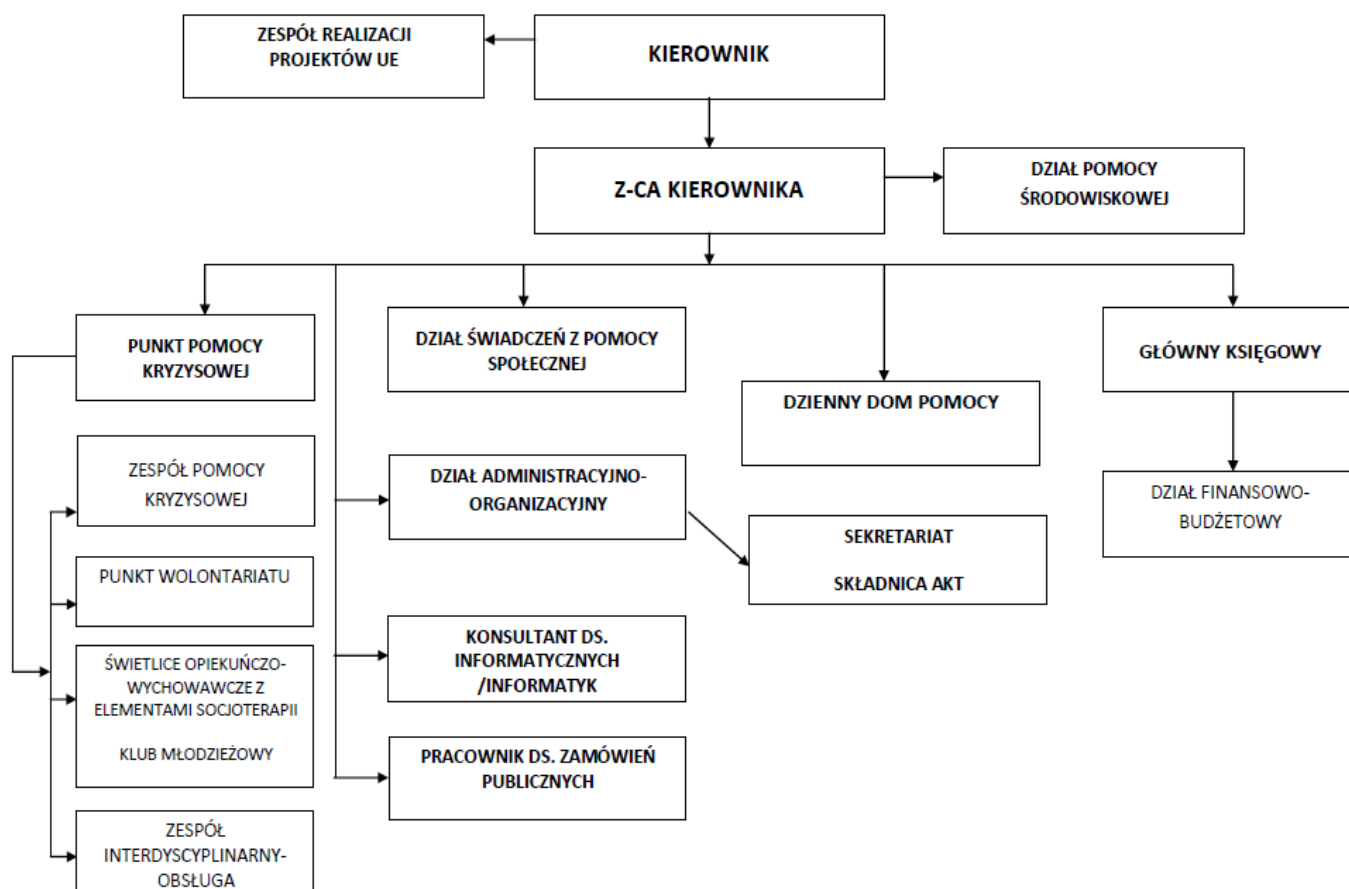 ZESPÓŁ REALIZACJI
PROJEKTÓW UE
KIEROWNIK
Z-CA KIEROWNIKA
DZIAŁ POMOCY
ŚRODOWISKOWEJ
PUNKT POMOCY
KRYZYSOWEJ
DZIAŁ ŚWIADCZEŃ Z POMOCY
SPOŁECZNEJ
DZIENNY DOM POMOCY
GŁÓWNY KSIĘGOWY
ZESPÓŁ POMOCY
KRYZYSOWEJ
DZIAŁ ADMINISTRACYJNO-
ORGANIZACYJNY
SEKRETARIAT
SKŁADNICA AKT
DZIAŁ FINANSOWO-
BUDŻETOWY
PUNKT WOLONTARIATU
KONSULTANT DS.
INFORMATYCZNYCH
/INFORMATYK
ŚWIETLICE OPIEKUŃCZO-
WYCHOWAWCZE Z
ELEMENTAMI SOCJOTERAPII
KLUB MŁODZIEŻOWY
PRACOWNIK DS. ZAMÓWIEŃ
PUBLICZNYCH
ZESPÓŁ
INTERDYSCYPLINARNY-
OBSŁUGA